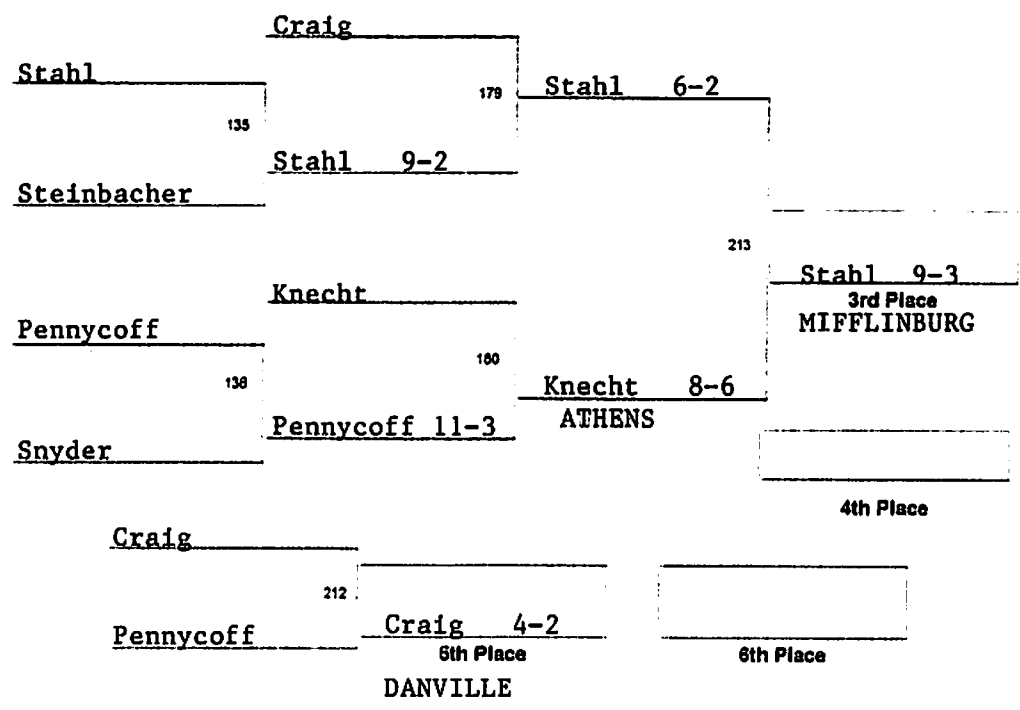 Craig
Stahl
179 Stahl 6-2
135
Stahl 9-2
Steinbacher
213
Stahl 9-3
Knecht
3rd Place
Pennycoff
MIFFLINBURG
180
138
Knecht 8-6
ATHENS
Pennycoff 11-3
Snyder
4th Place
Craig
212
Craig 4-2
Pennycoff
5th Place 6th Place
DANVILLE